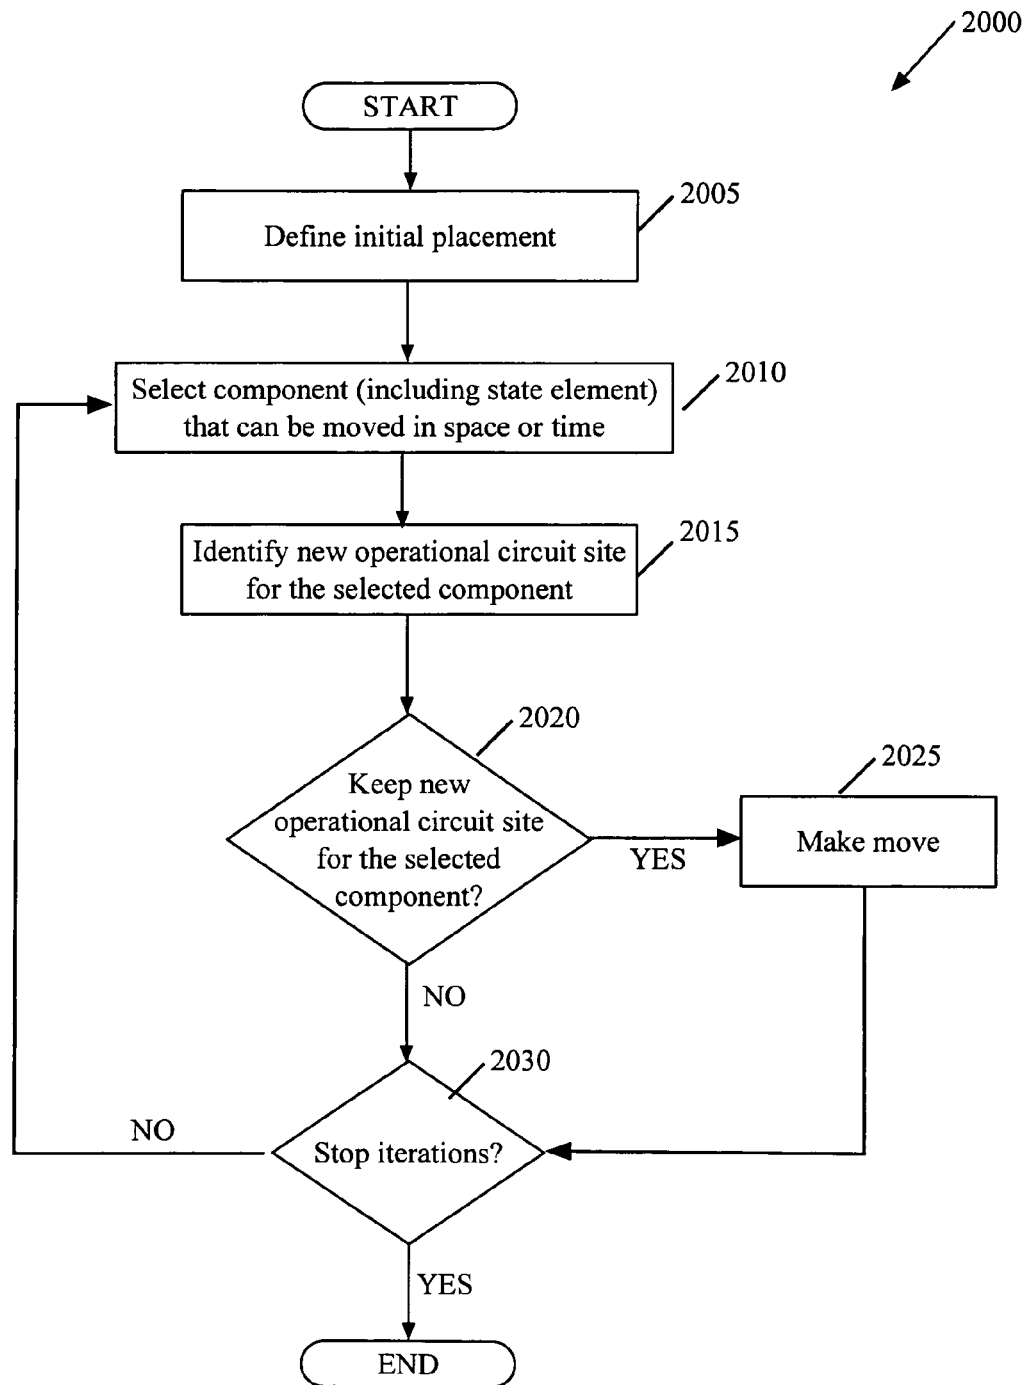 2000
START
2005
Define initial placement
2010
Select component (including state element)
that can be moved in space or time
2015
Identify new operational circuit site
for the selected component
2020
Keep new
operational circuit site
for the selected
component?
YES
2025
Make move
NO
2030
Stop iterations?
NO
YES
END